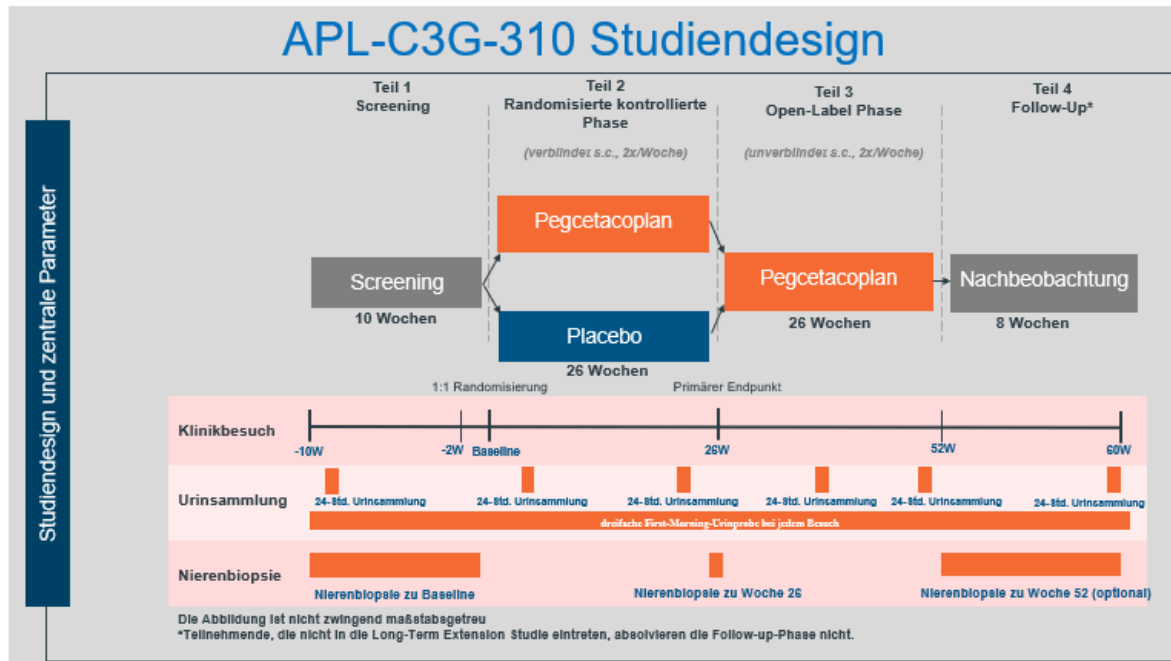 APL-C3G-310 Studiendesign
Studiendesign und zentrale Parameter
Teil 1
Screening
Teil 2
Randomisierte kontrollierte
Phase
(verblindet s.c., 2x/Woche)
Teil 3
Open-Label Phase
(unverblindet s.c., 2x/Woche)
Teil 4
Follow-Up*
Screening
10 Wochen
Pegcetacoplan
Placebo
26 Wochen
Pegcetacoplan
26 Wochen
Nachbeobachtung
8 Wochen
1:1 Randomisierung
Primärer Endpunkt
Klinikbesuch
-10W
-2W
Baseline
26W
52W
60W
Urinsammlung
24-Std. Urinsammlung
24-Std. Urinsammlung
24-Std. Urinsammlung
24-Std. Urinsammlung
24-Std. Urinsammlung
24-Std. Urinsammlung
dreifache First-Morning-Urinprobe bei jedem Besuch
Nierenbiopsie
Nierenbiopsie zu Baseline
Nierenbiopsie zu Woche 26
Nierenbiopsie zu Woche 52 (optional)
Die Abbildung ist nicht zwingend maßstabsgetreu
*Teilnehmende, die nicht in die Long-Term Extension Studie eintreten, absolvieren die Follow-up-Phase nicht.